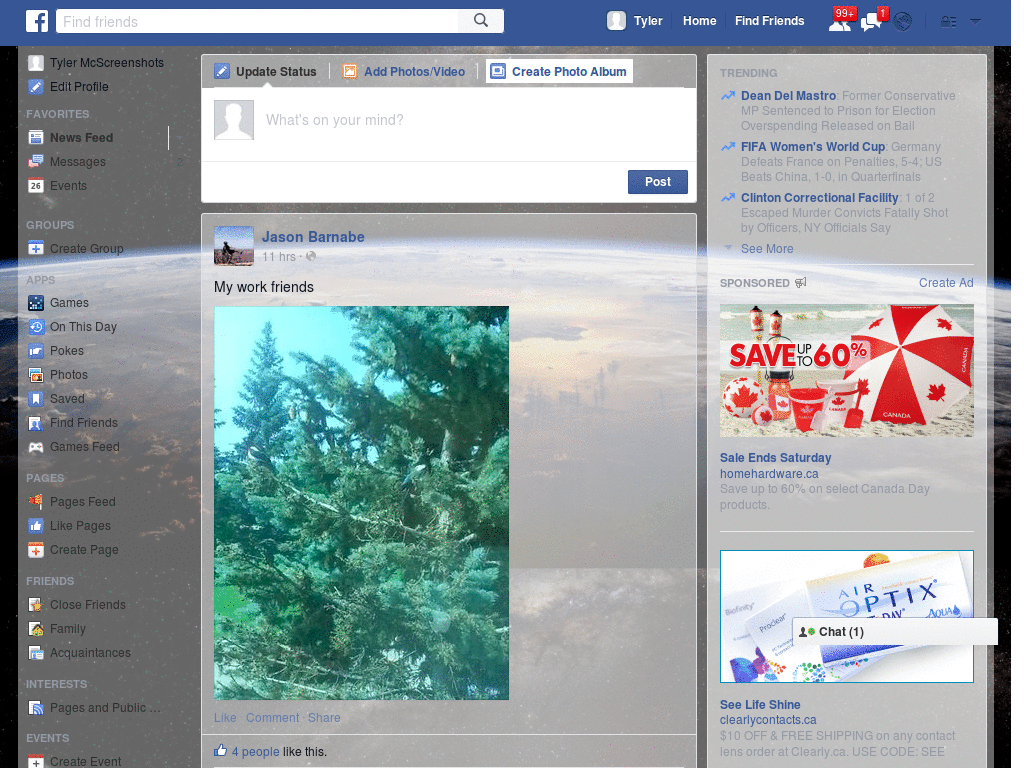 Find friends
Tyler
Home
Find Friends
99+
1
Tyler McScreenshots
Edit Profile
FAVORITES
News Feed
Messages
2
26
Events
GROUPS
Create Group
APPS
Games
On This Day
Pokes
Photos
Saved
Find Friends
Games Feed
PAGES
Pages Feed
Like Pages
Create Page
FRIENDS
Close Friends
Family
Acquaintances
INTERESTS
Pages and Public ...
EVENTS
Create Event
Update Status
Add Photos/Video
Create Photo Album
What's on your mind?
Post
Jason Barnabe
11 hrs ·
My work friends
Like · Comment · Share
4 people like this.
TRENDING
Dean Del Mastro: Former Conservative
MP Sentenced to Prison for Election
Overspending Released on Bail
FIFA Women's World Cup: Germany
Defeats France on Penalties, 5-4; US
Beats China, 1-0, in Quarterfinals
Clinton Correctional Facility: 1 of 2
Escaped Murder Convicts Fatally Shot
by Officers, NY Officials Say
See More
SPONSORED
Create Ad
SAVE UP TO 60%
CANADA
CANADA
Sale Ends Saturday
homehardware.ca
Save up to 60% on select Canada Day
products.
AIR
OPTIX
AQUA
Biofinity
Proclear
Chat (1)
See Life Shine
clearlycontacts.ca
$10 OFF & FREE SHIPPING on any contact
lens order at Clearly.ca. USE CODE: SEE